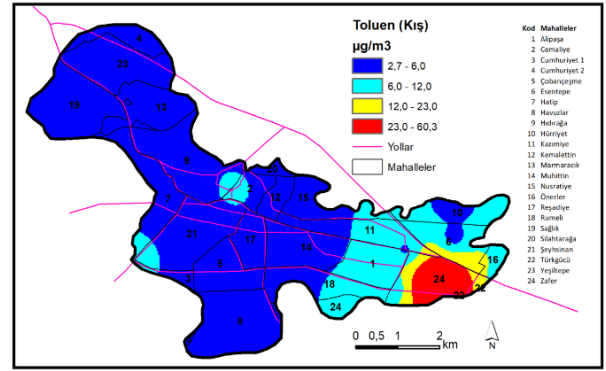 Toluen (Kış)
µg/m3
2,7 - 6,0
6,0 - 12,0
12,0 - 23,0
23,0 - 60,3
Yollar
Mahalleler
Kod Mahalleler
1 Alipaşa
2 Cemaliye
3 Cumhuriyet 1
4 Cumhuriyet 2
5 Çobançeşme
6 Esentepe
7 Hatip
8 Havuzlar
9 Hıdırağa
10 Hürriyet
11 Kazımiye
12 Kemalettin
13 Marmaracık
14 Muhittin
15 Nusratiye
16 Önerler
17 Reşadiye
18 Rumeli
19 Sağlık
20 Silahtarağa
21 Şeyhsinan
22 Türkgücü
23 Yeşiltepe
24 Zafer
4
23
19
13
9
20
2
12
15
7
21
17
14
5
3
8
11
1
18
24
10
6
16
24
22
22
0 0,5 1 2
km
N